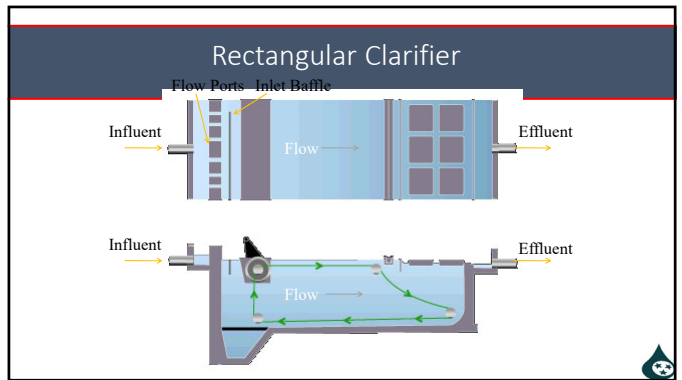 Rectangular Clarifier
Flow Ports Inlet Baffle
Influent
Flow
Effluent
Influent
Flow
Effluent